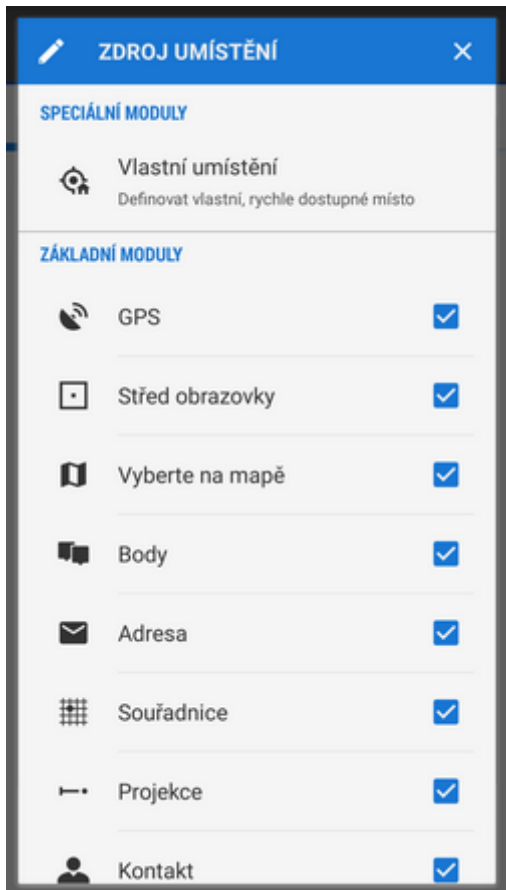 ZDROJ UMÍSTĚNÍ
SPECIÁLNÍ MODULY
Vlastní umístění
Definovat vlastní, rychle dostupné místo
ZÁKLADNÍ MODULY
GPS
Střed obrazovky
Vyberte na mapě
Body
Adresa
Souřadnice
Projekce
Kontakt